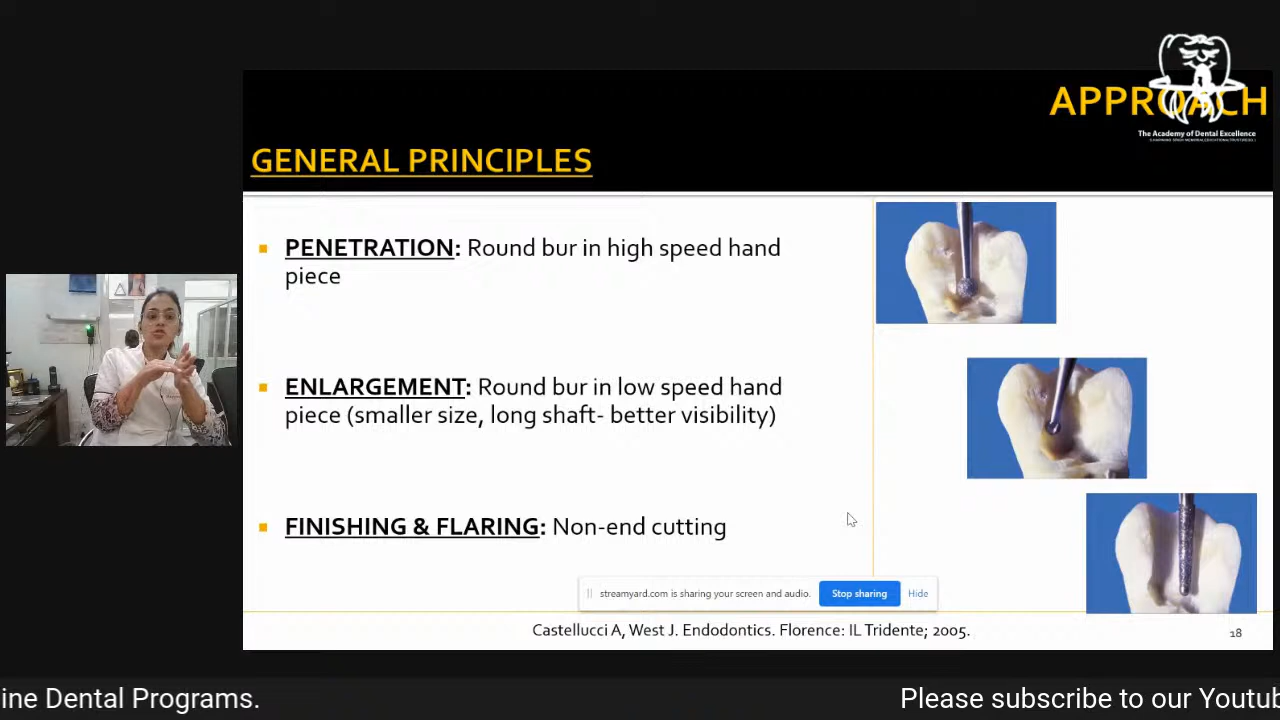 APPROACH
The Academy of Dental Excellence
GENERAL PRINCIPLES
PENETRATION: Round bur in high speed hand
piece
ENLARGEMENT: Round bur in low speed hand
piece (smaller size, long shaft- better visibility)
FINISHING & FLARING: Non-end cutting
streamyard.com is sharing your screen and audio.
Stop sharing
Hide
Castellucci A, West J. Endodontics. Florence: IL Tridente; 2005.
18
ine Dental Programs.
Please subscribe to our Youtub